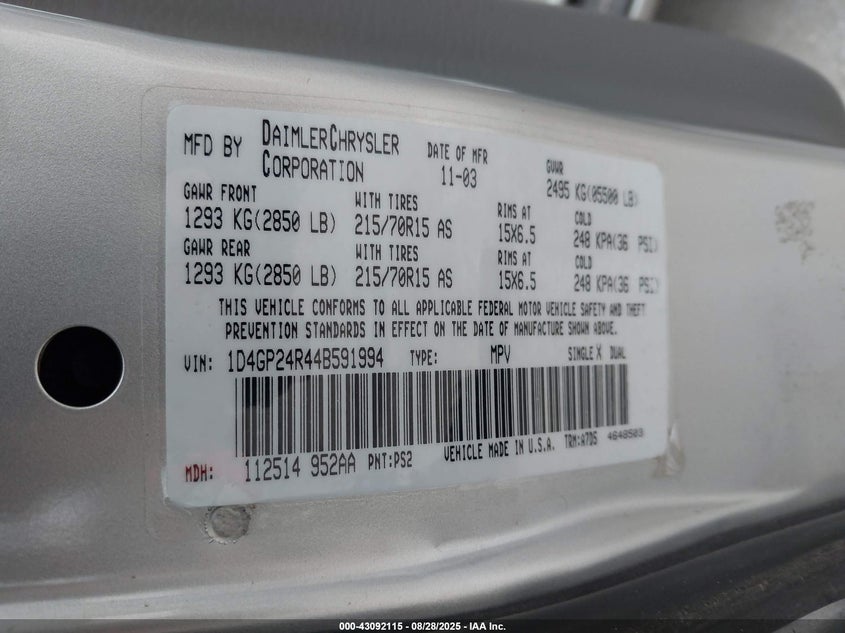 MFD BY DAIMLERCHRYSLER CORPORATION
DATE OF MFR 11-03
GVWR 2495 KG(05500 LB)
GAWR FRONT WITH TIRES RIMS AT COLD
1293 KG(2850 LB) 215/70R15 AS 15X6.5 248 KPA(36 PSI)
GAWR REAR WITH TIRES RIMS AT COLD
1293 KG(2850 LB) 215/70R15 AS 15X6.5 248 KPA(36 PSI)
THIS VEHICLE CONFORMS TO ALL APPLICABLE FEDERAL MOTOR VEHICLE SAFETY AND THEFT
PREVENTION STANDARDS IN EFFECT ON THE DATE OF MANUFACTURE SHOWN ABOVE.
VIN: 1D4GP24R44B591994 TYPE: MPV SINGLE X DUAL
MDH: 112514 952AA PNT:PS2 VEHICLE MADE IN U.S.A. TRM:A7D5 4648503
000-43092115 - 08/28/2025 - IAA Inc.